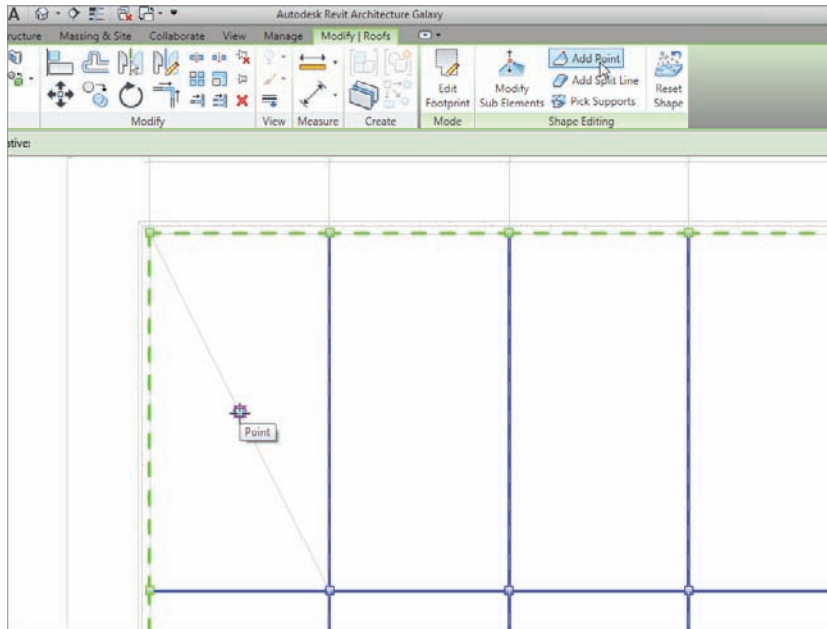 Autodesk Revit Architecture Galaxy
ructure Massing & Site Collaborate View Manage Modify | Roofs
Add Point
Add Split Line
Pick Supports
Edit Footprint
Modify Sub Elements
Reset Shape
Modify View Measure Create Mode Shape Editing
ative:
Point